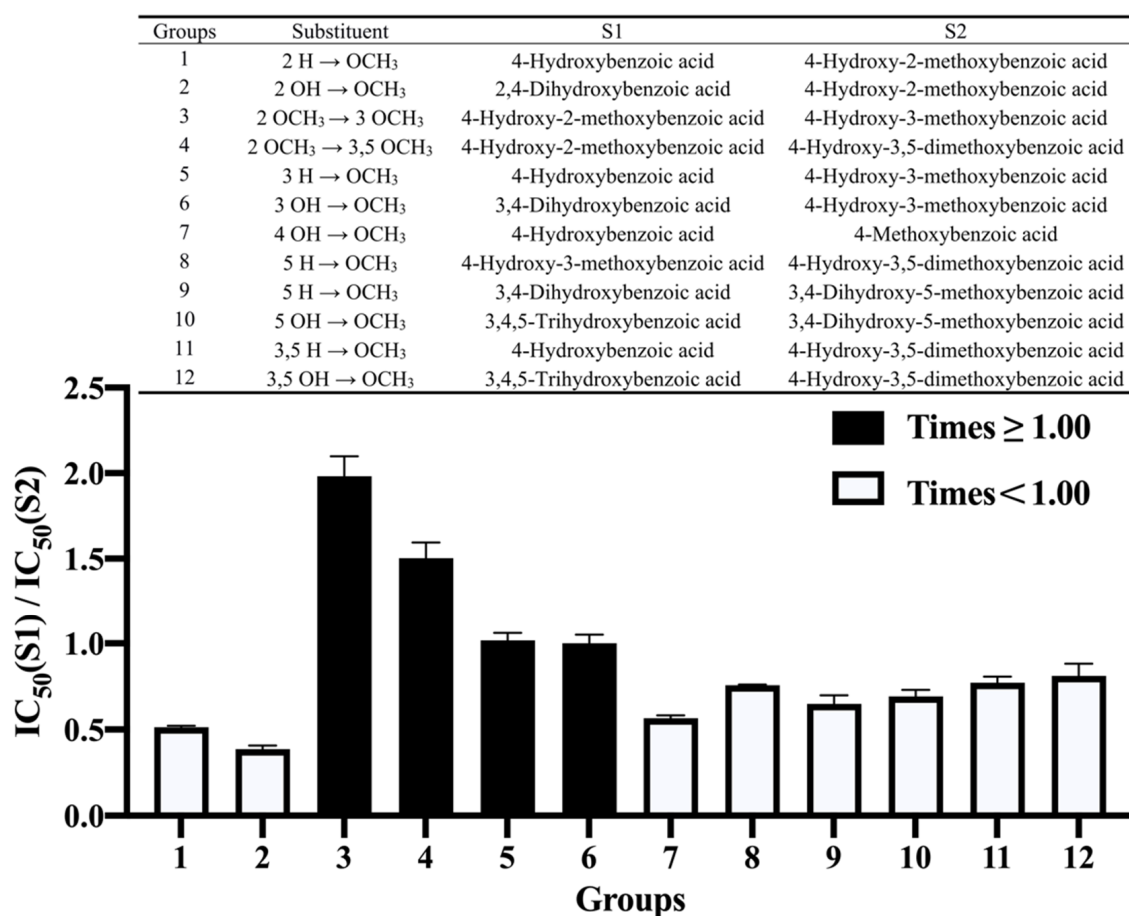 Groups Substituent S1 S2
1 2 H → OCH₃ 4-Hydroxybenzoic acid 4-Hydroxy-2-methoxybenzoic acid
2 2 OH → OCH₃ 2,4-Dihydroxybenzoic acid 4-Hydroxy-2-methoxybenzoic acid
3 2 OCH₃ → 3 OCH₃ 4-Hydroxy-2-methoxybenzoic acid 4-Hydroxy-3-methoxybenzoic acid
4 2 OCH₃ → 3,5 OCH₃ 4-Hydroxy-2-methoxybenzoic acid 4-Hydroxy-3,5-dimethoxybenzoic acid
5 3 H → OCH₃ 4-Hydroxybenzoic acid 4-Hydroxy-3-methoxybenzoic acid
6 3 OH → OCH₃ 3,4-Dihydroxybenzoic acid 4-Hydroxy-3-methoxybenzoic acid
7 4 OH → OCH₃ 4-Hydroxybenzoic acid 4-Methoxybenzoic acid
8 5 H → OCH₃ 4-Hydroxy-3-methoxybenzoic acid 4-Hydroxy-3,5-dimethoxybenzoic acid
9 5 H → OCH₃ 3,4-Dihydroxybenzoic acid 3,4-Dihydroxy-5-methoxybenzoic acid
10 5 OH → OCH₃ 3,4,5-Trihydroxybenzoic acid 3,4-Dihydroxy-5-methoxybenzoic acid
11 3,5 H → OCH₃ 4-Hydroxybenzoic acid 4-Hydroxy-3,5-dimethoxybenzoic acid
12 3,5 OH → OCH₃ 3,4,5-Trihydroxybenzoic acid 4-Hydroxy-3,5-dimethoxybenzoic acid
IC₅₀(S1) / IC₅₀(S2)
2.5
2.0
1.5
1.0
0.5
0.0
Times ≥ 1.00
Times < 1.00
1 2 3 4 5 6 7 8 9 10 11 12
Groups